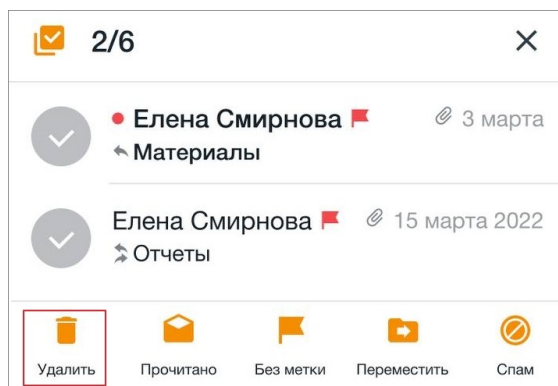 2/6
Елена Смирнова 3 марта
Материалы
Елена Смирнова 15 марта 2022
Отчеты
Удалить Прочитано Без метки Переместить Спам